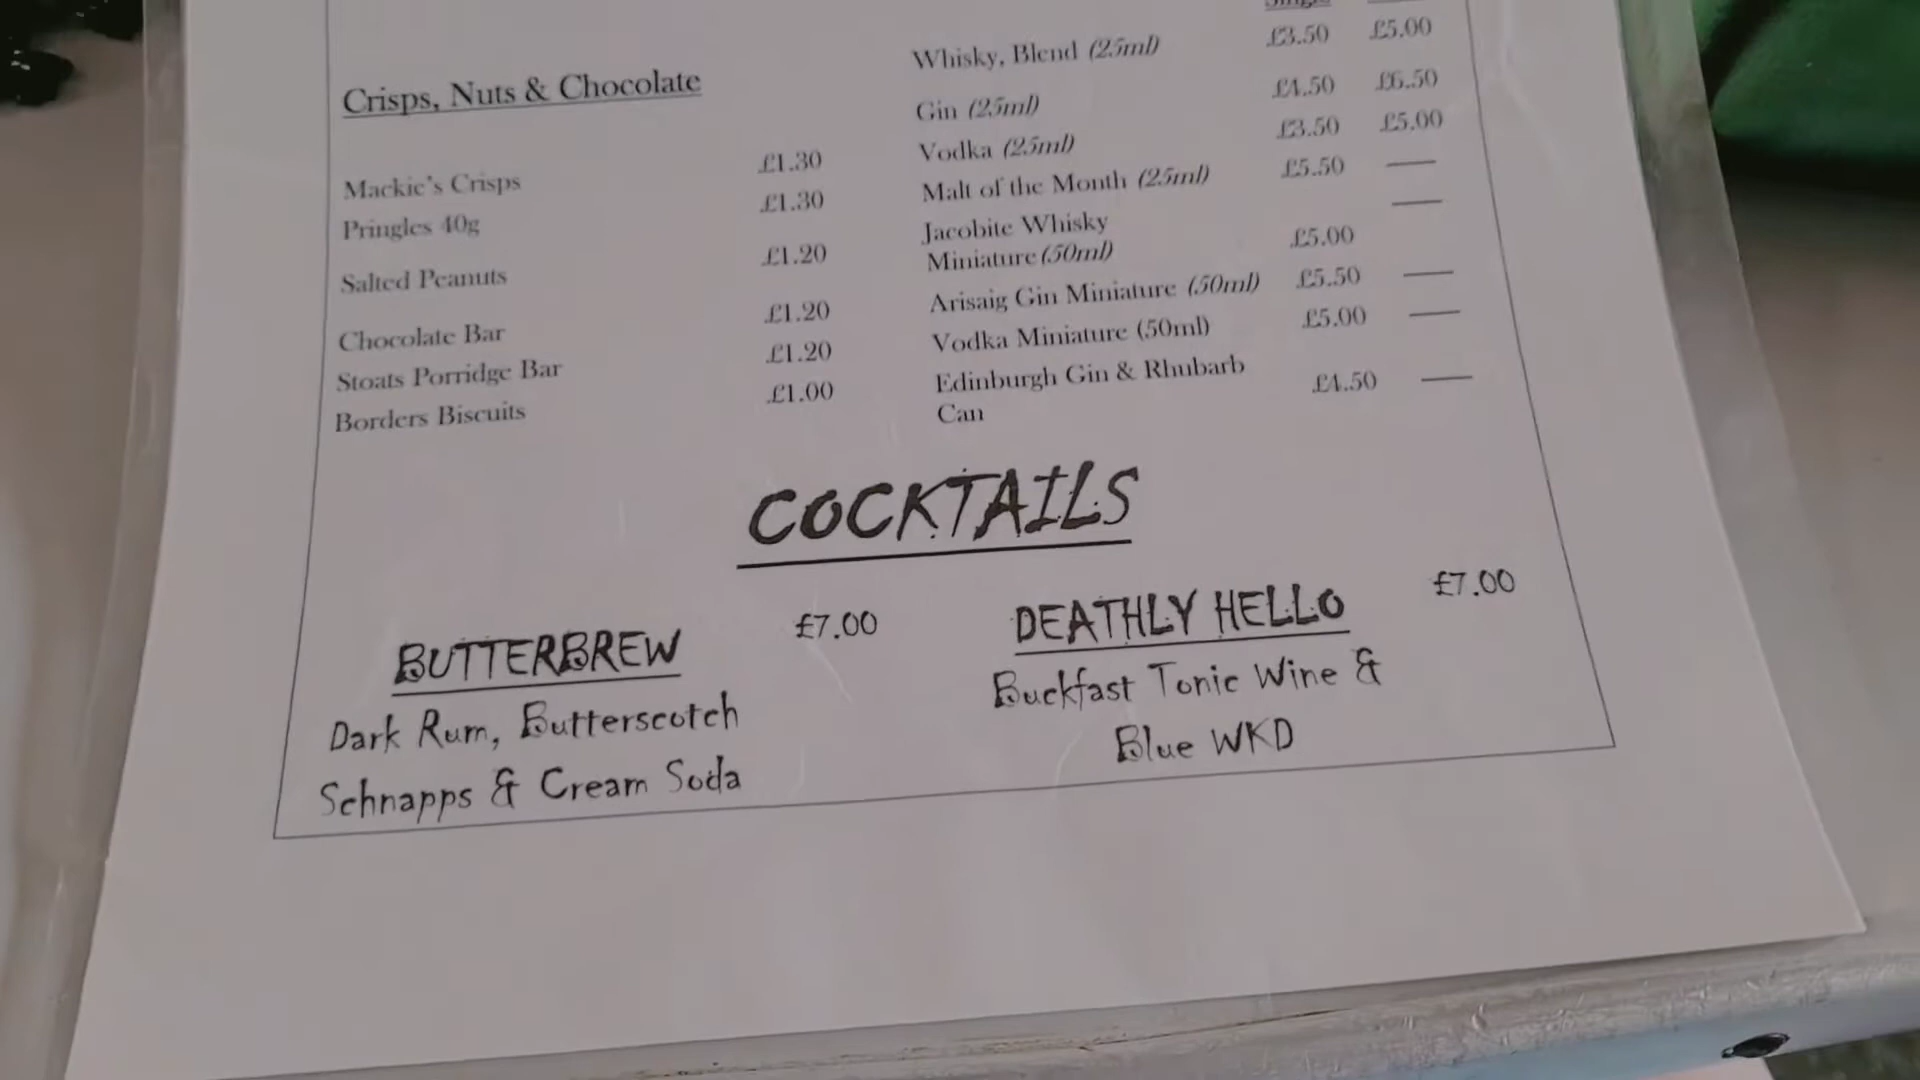 Single
Whisky, Blend (25ml) £3.50 £5.00
Gin (25ml) £4.50 £6.50
Vodka (25ml) £3.50 £5.00
Malt of the Month (25ml) £5.50 —
Jacobite Whisky —
Miniature (50ml) £5.00
Arisaig Gin Miniature (50ml) £5.50 —
Vodka Miniature (50ml) £5.00 —
Edinburgh Gin & Rhubarb £4.50 —
Can
Crisps, Nuts & Chocolate
Mackie's Crisps £1.30
Pringles 40g £1.30
Salted Peanuts £1.20
Chocolate Bar £1.20
Stoats Porridge Bar £1.20
Borders Biscuits £1.00
COCKTAILS
BUTTERBREW £7.00
Dark Rum, Butterscotch
Schnapps & Cream Soda
DEATHLY HELLO £7.00
Buckfast Tonic Wine &
Blue WKD